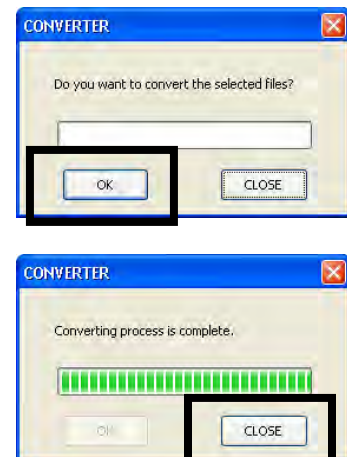 CONVERTER
Do you want to convert the selected files?
OK
CLOSE
CONVERTER
Converting process is complete.
OK
CLOSE